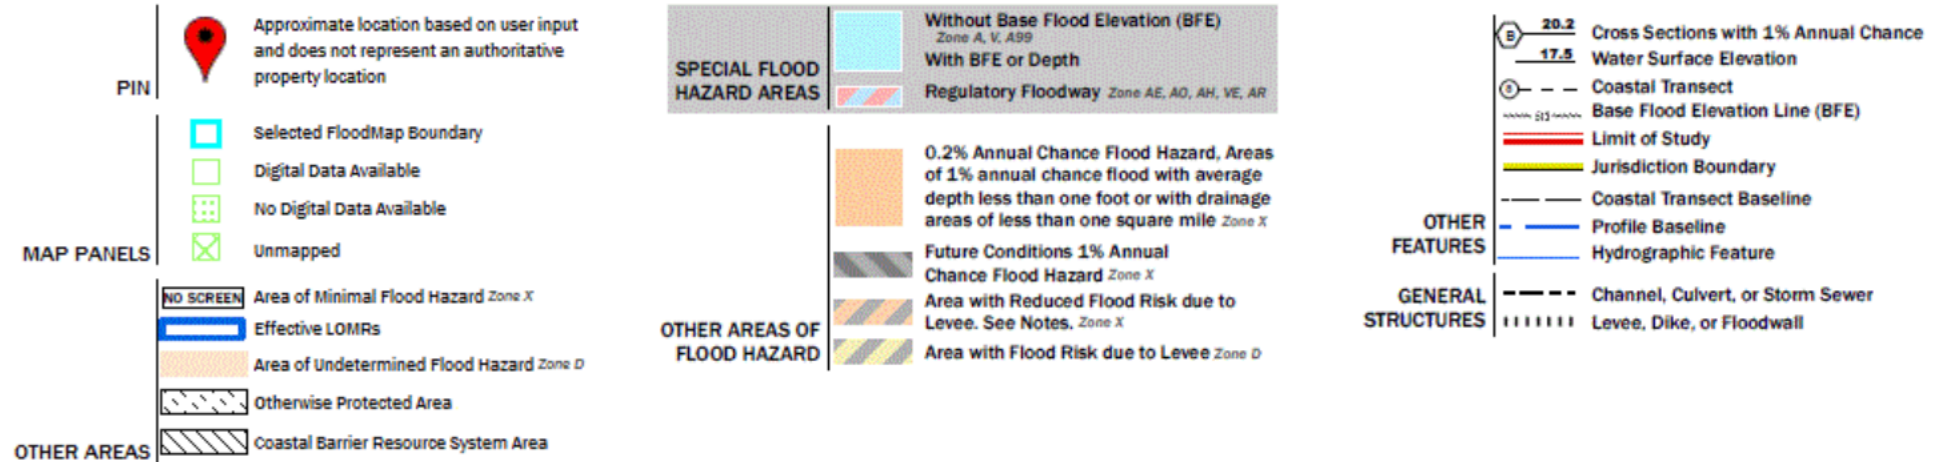 PIN
Approximate location based on user input
and does not represent an authoritative
property location
MAP PANELS
Selected FloodMap Boundary
Digital Data Available
No Digital Data Available
Unmapped
OTHER AREAS
NO SCREEN Area of Minimal Flood Hazard Zone X
Effective LOMRs
Area of Undetermined Flood Hazard Zone D
Otherwise Protected Area
Coastal Barrier Resource System Area
SPECIAL FLOOD
HAZARD AREAS
Without Base Flood Elevation (BFE)
Zone A, V, A99
With BFE or Depth
Regulatory Floodway Zone AE, AO, AH, VE, AR
OTHER AREAS OF
FLOOD HAZARD
0.2% Annual Chance Flood Hazard, Areas
of 1% annual chance flood with average
depth less than one foot or with drainage
areas of less than one square mile Zone X
Future Conditions 1% Annual
Chance Flood Hazard Zone X
Area with Reduced Flood Risk due to
Levee. See Notes. Zone X
Area with Flood Risk due to Levee Zone D
OTHER
FEATURES
B 20.2 Cross Sections with 1% Annual Chance
17.5 Water Surface Elevation
8 Coastal Transect
Base Flood Elevation Line (BFE)
Limit of Study
Jurisdiction Boundary
Coastal Transect Baseline
Profile Baseline
Hydrographic Feature
GENERAL
STRUCTURES
Channel, Culvert, or Storm Sewer
Levee, Dike, or Floodwall